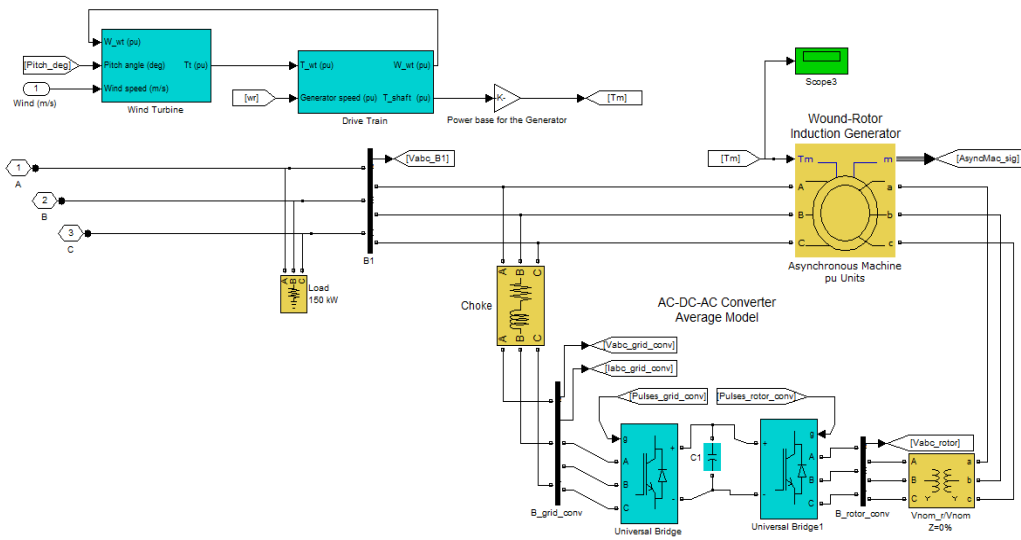 W_wt (pu)
[Pitch_deg]
Pitch angle (deg)
Tt (pu)
1
Wind speed (m/s)
Wind (m/s)
Wind Turbine
T_wt (pu)
W_wt (pu)
[wr]
Generator speed (pu)
T_shaft (pu)
Drive Train
-K-
Power base for the Generator
[Tm]
Scope3
Wound-Rotor
Induction Generator
[Tm]
Tm
m
[AsyncMac_sig]
A
a
B
b
C
c
Asynchronous Machine
pu Units
1
A
2
B
3
C
[Vabc_B1]
B1
A
B
C
Load
150 kW
A
B
C
Choke
A
B
C
AC-DC-AC Converter
Average Model
[Vabc_grid_conv]
[Iabc_grid_conv]
[Pulses_grid_conv]
[Pulses_rotor_conv]
B_grid_conv
g
A
B
C
+
-
Universal Bridge
C1
+
-
g
A
B
C
Universal Bridge1
[Vabc_rotor]
B_rotor_conv
A
a
B
b
C
c
Y
Y
Vnom_r/Vnom
Z=0%